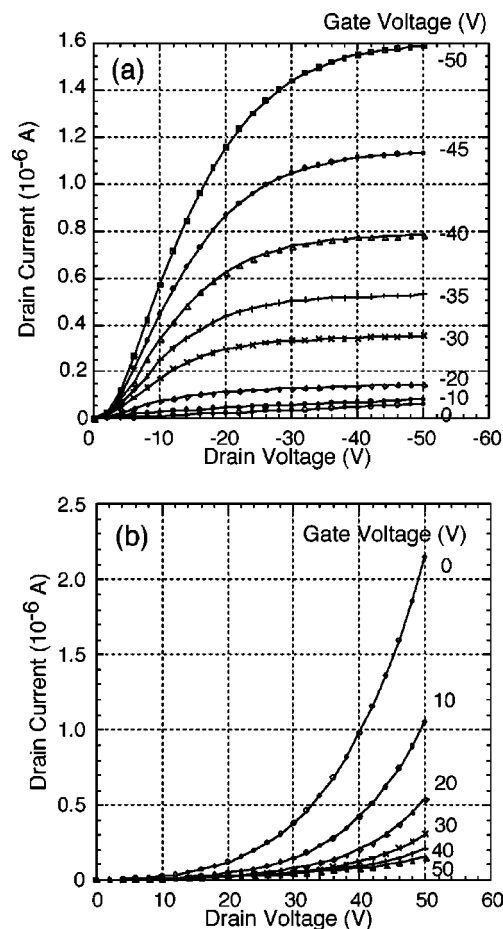 Gate Voltage (V)
1.6
(a)
-50
1.4
1.2
-45
1.0
Drain Current (10⁻⁶ A)
0.8
-40
0.6
-35
0.4
-30
0.2
-20
-10
0
0
0 -10 -20 -30 -40 -50 -60
Drain Voltage (V)
2.5
(b)
Gate Voltage (V)
0
2.0
1.5
Drain Current (10⁻⁶ A)
10
1.0
20
0.5
30
40
50
0
0 10 20 30 40 50 60
Drain Voltage (V)